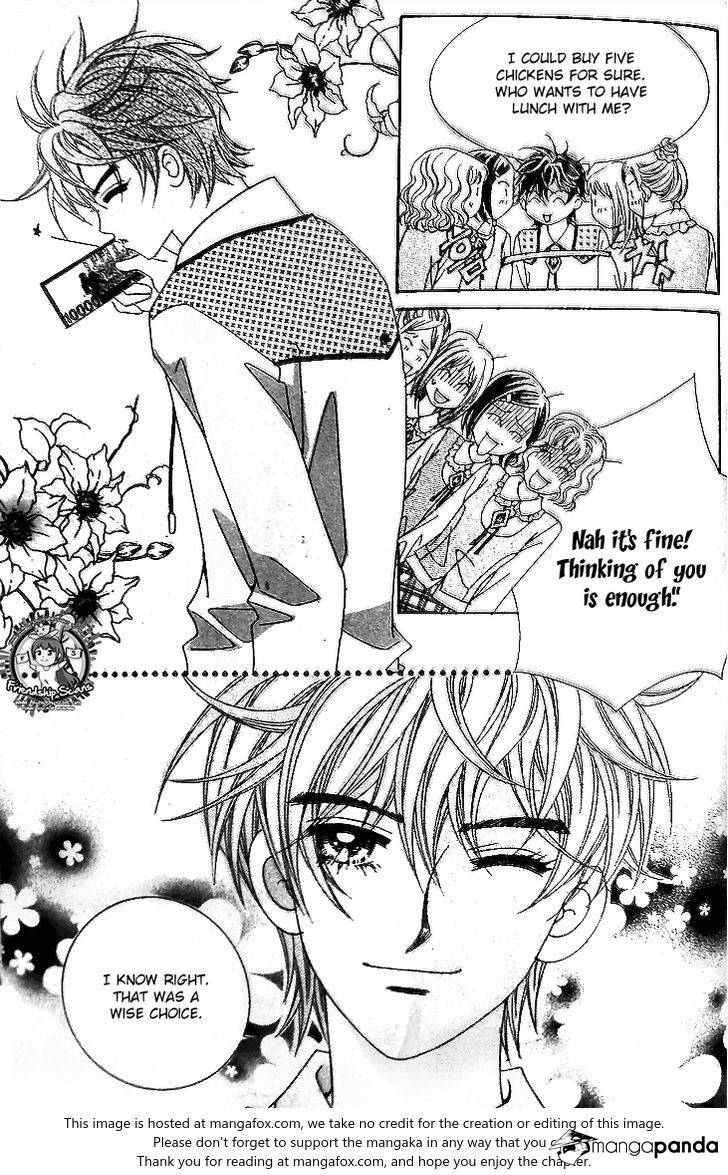 I COULD BUY FIVE
CHICKENS FOR SURE.
WHO WANTS TO HAVE
LUNCH WITH ME?
10000
Nah it's fine!
Thinking of you
is enough!"
Friendship Scans
I KNOW RIGHT.
THAT WAS A
WISE CHOICE.
This image is hosted at mangafox.com, we take no credit for the creation or editing of this image.
Please don't forget to support the mangaka in any way that you
mangapanda
Thank you for reading at mangafox.com, and hope you enjoy the chapter.